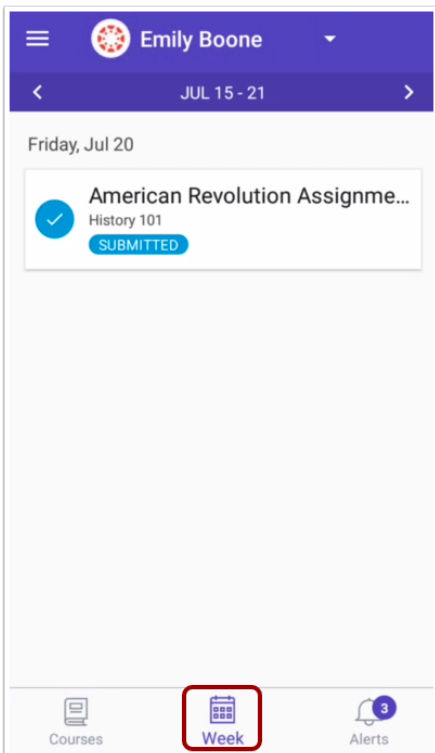 Emily Boone
JUL 15 - 21
Friday, Jul 20
American Revolution Assignme...
History 101
SUBMITTED
3
Courses
Week
Alerts